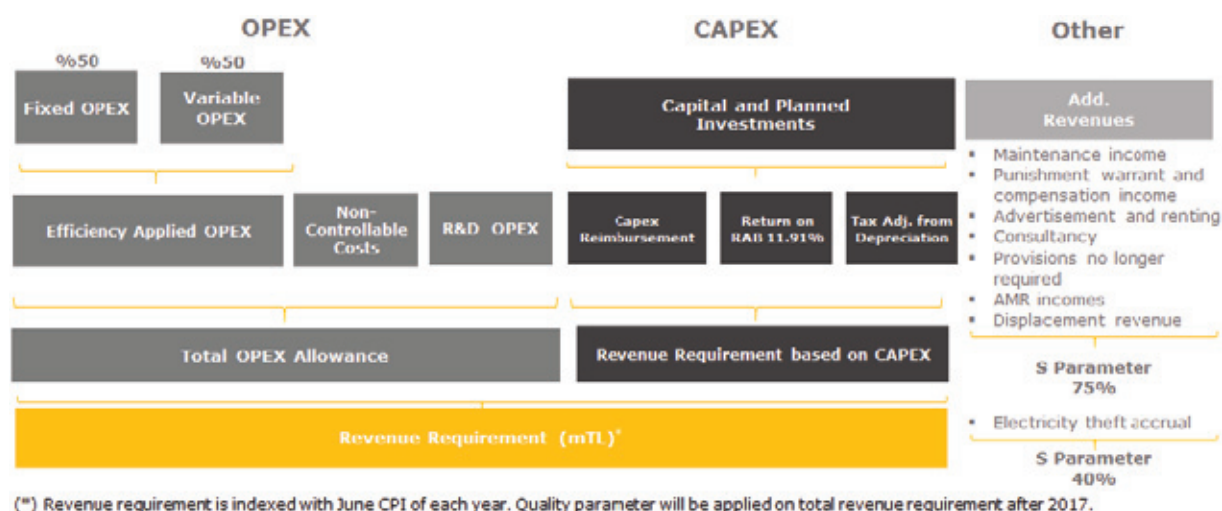 OPEX
CAPEX
Other
%50
%50
Fixed OPEX
Variable
OPEX
Capital and Planned
Investments
Add.
Revenues
Efficiency Applied OPEX
Non-
Controllable
Costs
R&D OPEX
Capex
Reimbursement
Return on
RAB 11.91%
Tax Adj. from
Depreciation
▪ Maintenance income
▪ Punishment warrant and
compensation income
▪ Advertisement and renting
▪ Consultancy
▪ Provisions no longer
required
▪ AMR incomes
▪ Displacement revenue
Total OPEX Allowance
Revenue Requirement based on CAPEX
S Parameter
75%
Revenue Requirement (mTL)*
▪ Electricity theft accrual
S Parameter
40%
(*) Revenue requirement is indexed with June CPI of each year. Quality parameter will be applied on total revenue requirement after 2017.